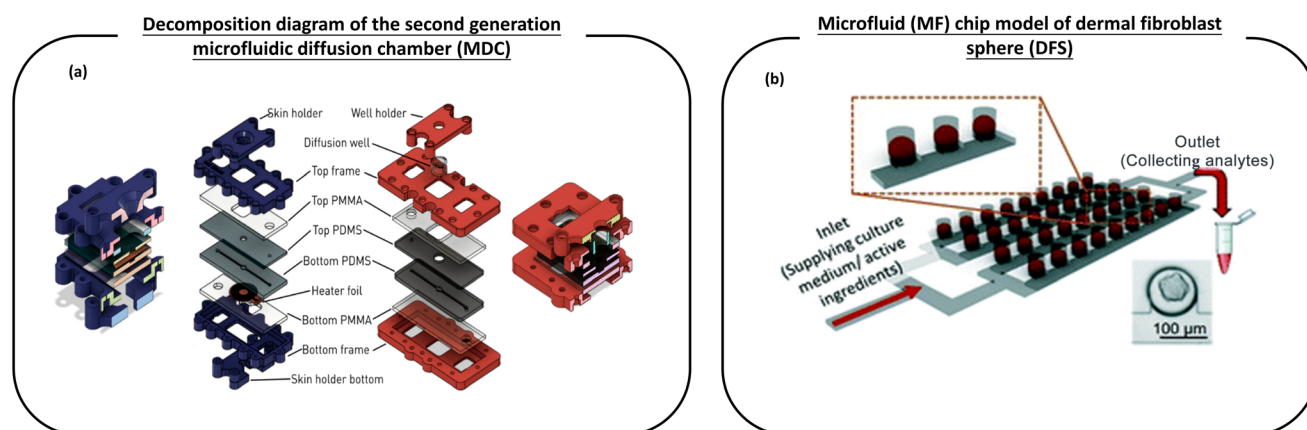 Decomposition diagram of the second generation
microfluidic diffusion chamber (MDC)
(a)
Skin holder
Well holder
Diffusion well
Top frame
Top PMMA
Top PDMS
Bottom PDMS
Heater foil
Bottom PMMA
Bottom frame
Skin holder bottom
Microfluid (MF) chip model of dermal fibroblast
sphere (DFS)
(b)
Outlet
(Collecting analytes)
Inlet
(Supplying culture
medium/ active
ingredients)
100 µm